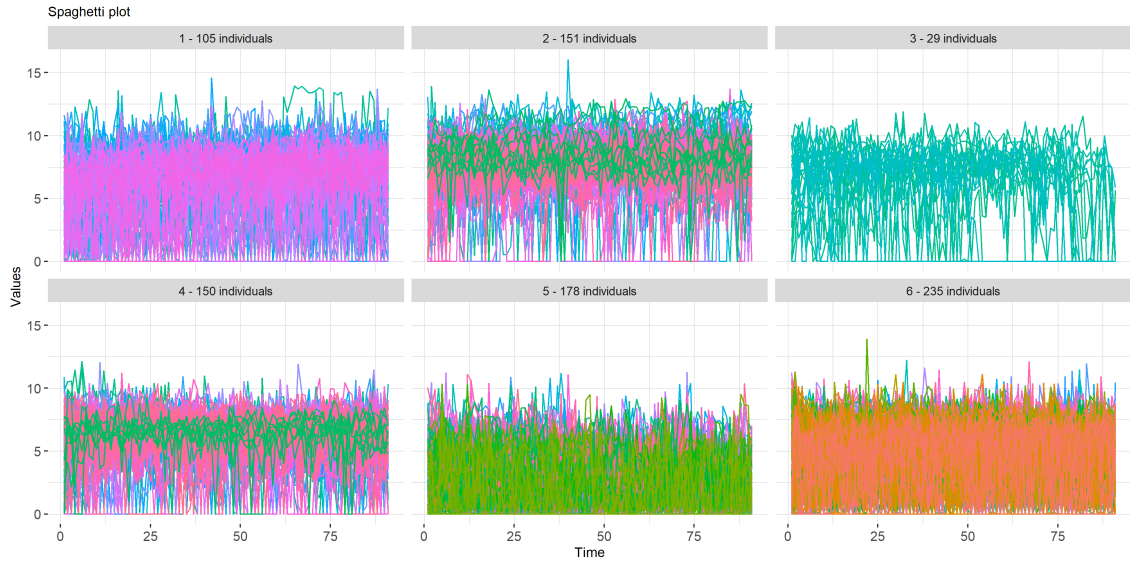 Spaghetti plot
1 - 105 individuals
2 - 151 individuals
3 - 29 individuals
15
10
5
0
Values
4 - 150 individuals
5 - 178 individuals
6 - 235 individuals
15
10
5
0
0 25 50 75 0 25 50 75 0 25 50 75
Time